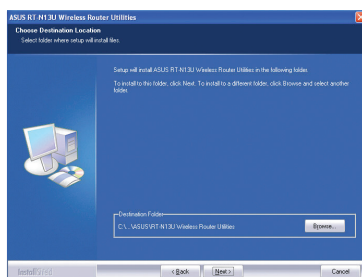 ASUS RT-N13U Wireless Router Utilities
Choose Destination Location
Select folder where setup will install files.
Setup will install ASUS RT-N13U Wireless Router Utilities in the following folder.
To install to this folder, click Next. To install to a different folder, click Browse and select another
folder.
Destination Folder
C:\...\ASUS\RT-N13U Wireless Router Utilities
Browse...
InstallShield
< Back
Next >
Cancel